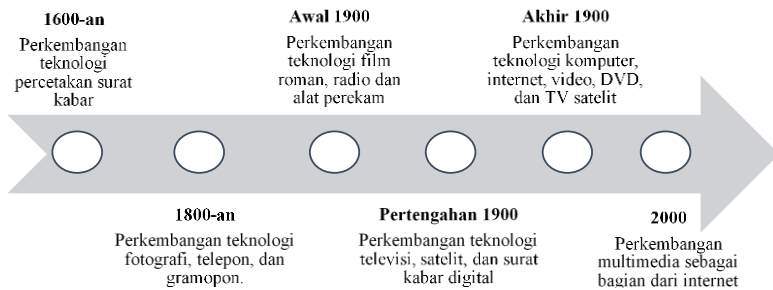 1600-an
Perkembangan
teknologi
percetakan surat
kabar
1800-an
Perkembangan teknologi
fotografi, telepon, dan
gramopon.
Awal 1900
Perkembangan
teknologi film
roman, radio dan
alat perekam
Pertengahan 1900
Perkembangan teknologi
televisi, satelit, dan surat
kabar digital
Akhir 1900
Perkembangan
teknologi komputer,
internet, video, DVD,
dan TV satelit
2000
Perkembangan
multimedia sebagai
bagian dari internet